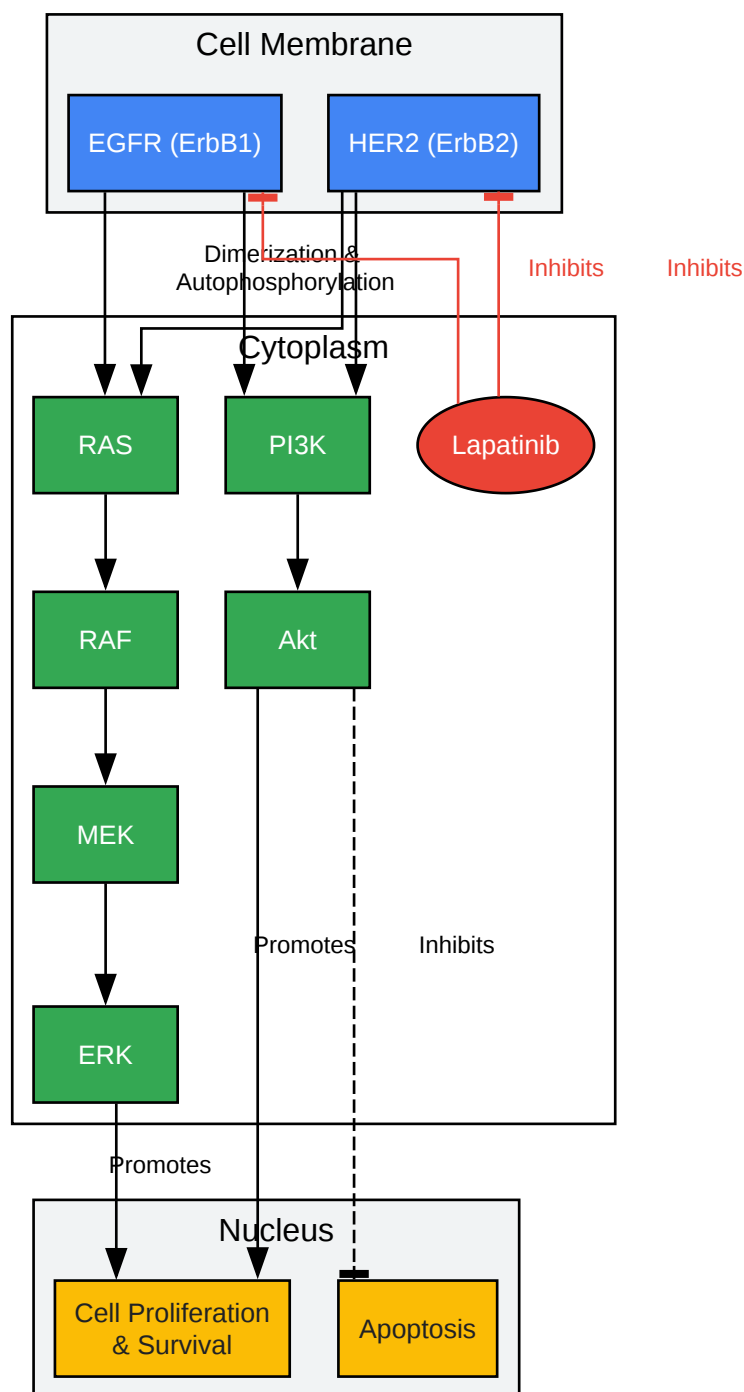 Cell Membrane
EGFR (ErbB1)
HER2 (ErbB2)
Dimerization &
Autophosphorylation
Inhibits
Inhibits
Cytoplasm
RAS
PI3K
Lapatinib
RAF
Akt
MEK
Promotes
Inhibits
ERK
Promotes
Nucleus
Cell Proliferation
& Survival
Apoptosis